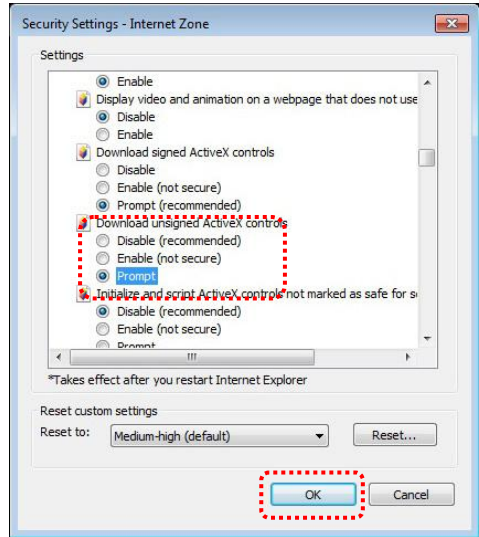 Security Settings - Internet Zone
Settings
Enable
Display video and animation on a webpage that does not use
Disable
Enable
Download signed ActiveX controls
Disable
Enable (not secure)
Prompt (recommended)
Download unsigned ActiveX controls
Disable (recommended)
Enable (not secure)
Prompt
Initialize and script ActiveX controls not marked as safe for s
Disable (recommended)
Enable (not secure)
Prompt
*Takes effect after you restart Internet Explorer
Reset custom settings
Reset to: Medium-high (default) Reset...
OK Cancel